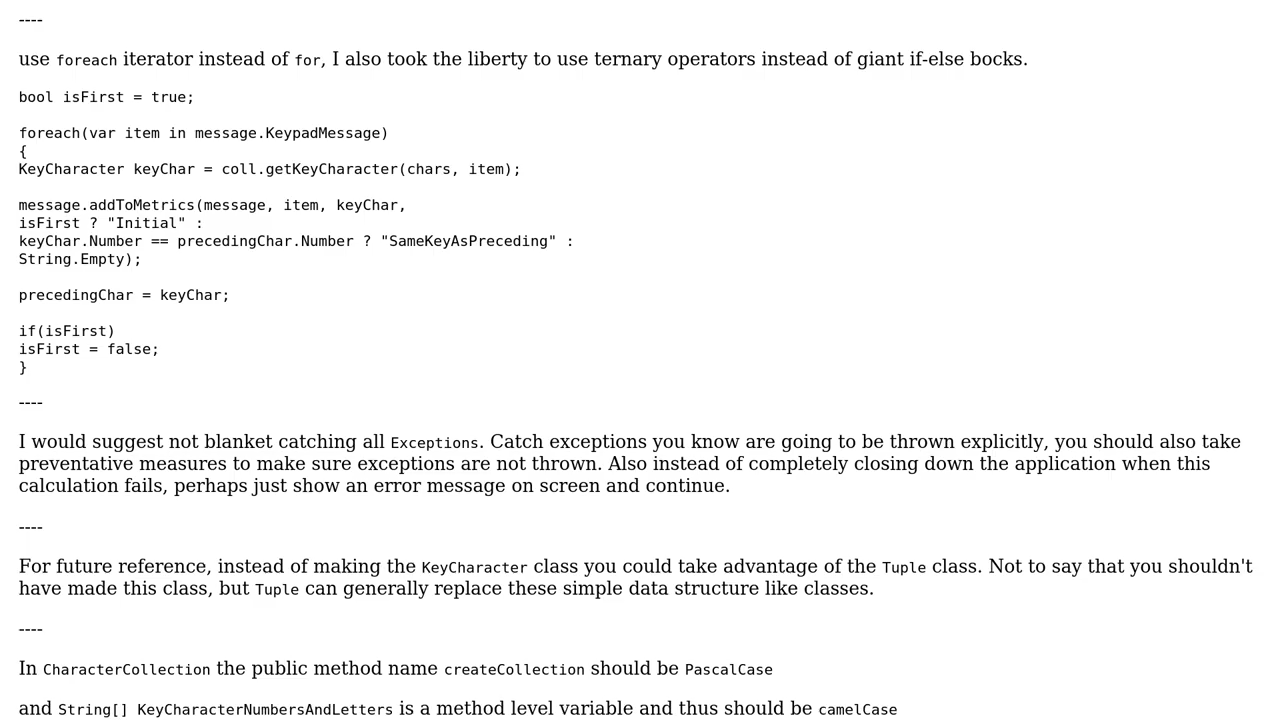 ----
use foreach iterator instead of for, I also took the liberty to use ternary operators instead of giant if-else bocks.
bool isFirst = true;
foreach(var item in message.KeypadMessage)
{
KeyCharacter keyChar = coll.getKeyCharacter(chars, item);
message.addToMetrics(message, item, keyChar,
isFirst ? "Initial" :
keyChar.Number == precedingChar.Number ? "SameKeyAsPreceding" :
String.Empty);
precedingChar = keyChar;
if(isFirst)
isFirst = false;
}
----
I would suggest not blanket catching all Exceptions. Catch exceptions you know are going to be thrown explicitly, you should also take
preventative measures to make sure exceptions are not thrown. Also instead of completely closing down the application when this
calculation fails, perhaps just show an error message on screen and continue.
----
For future reference, instead of making the KeyCharacter class you could take advantage of the Tuple class. Not to say that you shouldn't
have made this class, but Tuple can generally replace these simple data structure like classes.
----
In CharacterCollection the public method name createCollection should be PascalCase
and String[] KeyCharacterNumbersAndLetters is a method level variable and thus should be camelCase